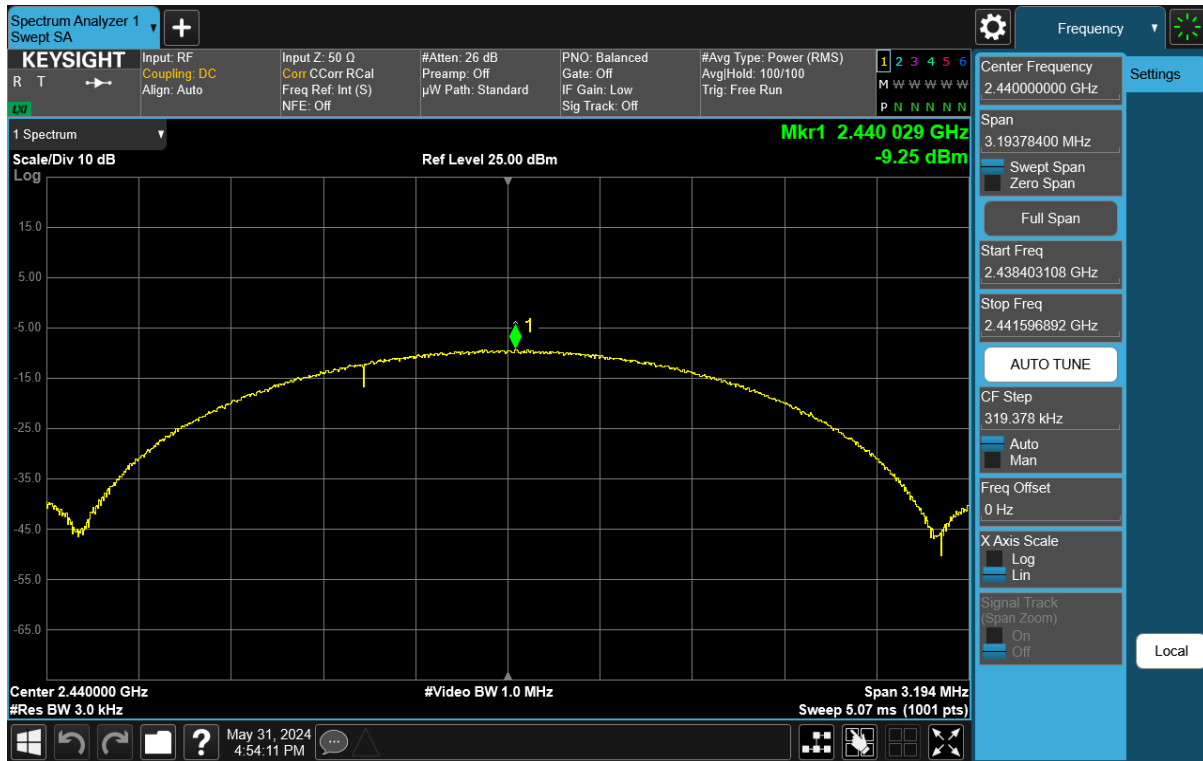 Spectrum Analyzer 1
Swept SA
+
Frequency
KEYSIGHT
R T
LXI
Input: RF
Coupling: DC
Align: Auto
Input Z: 50 Ω
Corr CCorr RCal
Freq Ref: Int (S)
NFE: Off
#Atten: 26 dB
Preamp: Off
µW Path: Standard
PNO: Balanced
Gate: Off
IF Gain: Low
Sig Track: Off
#Avg Type: Power (RMS)
Avg|Hold: 100/100
Trig: Free Run
1 2 3 4 5 6
M W W W W W
P N N N N N
1 Spectrum
Scale/Div 10 dB
Log
Ref Level 25.00 dBm
Mkr1 2.440 029 GHz
-9.25 dBm
15.0
5.00
-5.00
-15.0
-25.0
-35.0
-45.0
-55.0
-65.0
1
Center 2.440000 GHz
#Res BW 3.0 kHz
#Video BW 1.0 MHz
Span 3.194 MHz
Sweep 5.07 ms (1001 pts)
?
May 31, 2024
4:54:11 PM
Center Frequency
2.440000000 GHz
Span
3.19378400 MHz
Swept Span
Zero Span
Full Span
Start Freq
2.438403108 GHz
Stop Freq
2.441596892 GHz
AUTO TUNE
CF Step
319.378 kHz
Auto
Man
Freq Offset
0 Hz
X Axis Scale
Log
Lin
Signal Track
(Span Zoom)
On
Off
Settings
Local